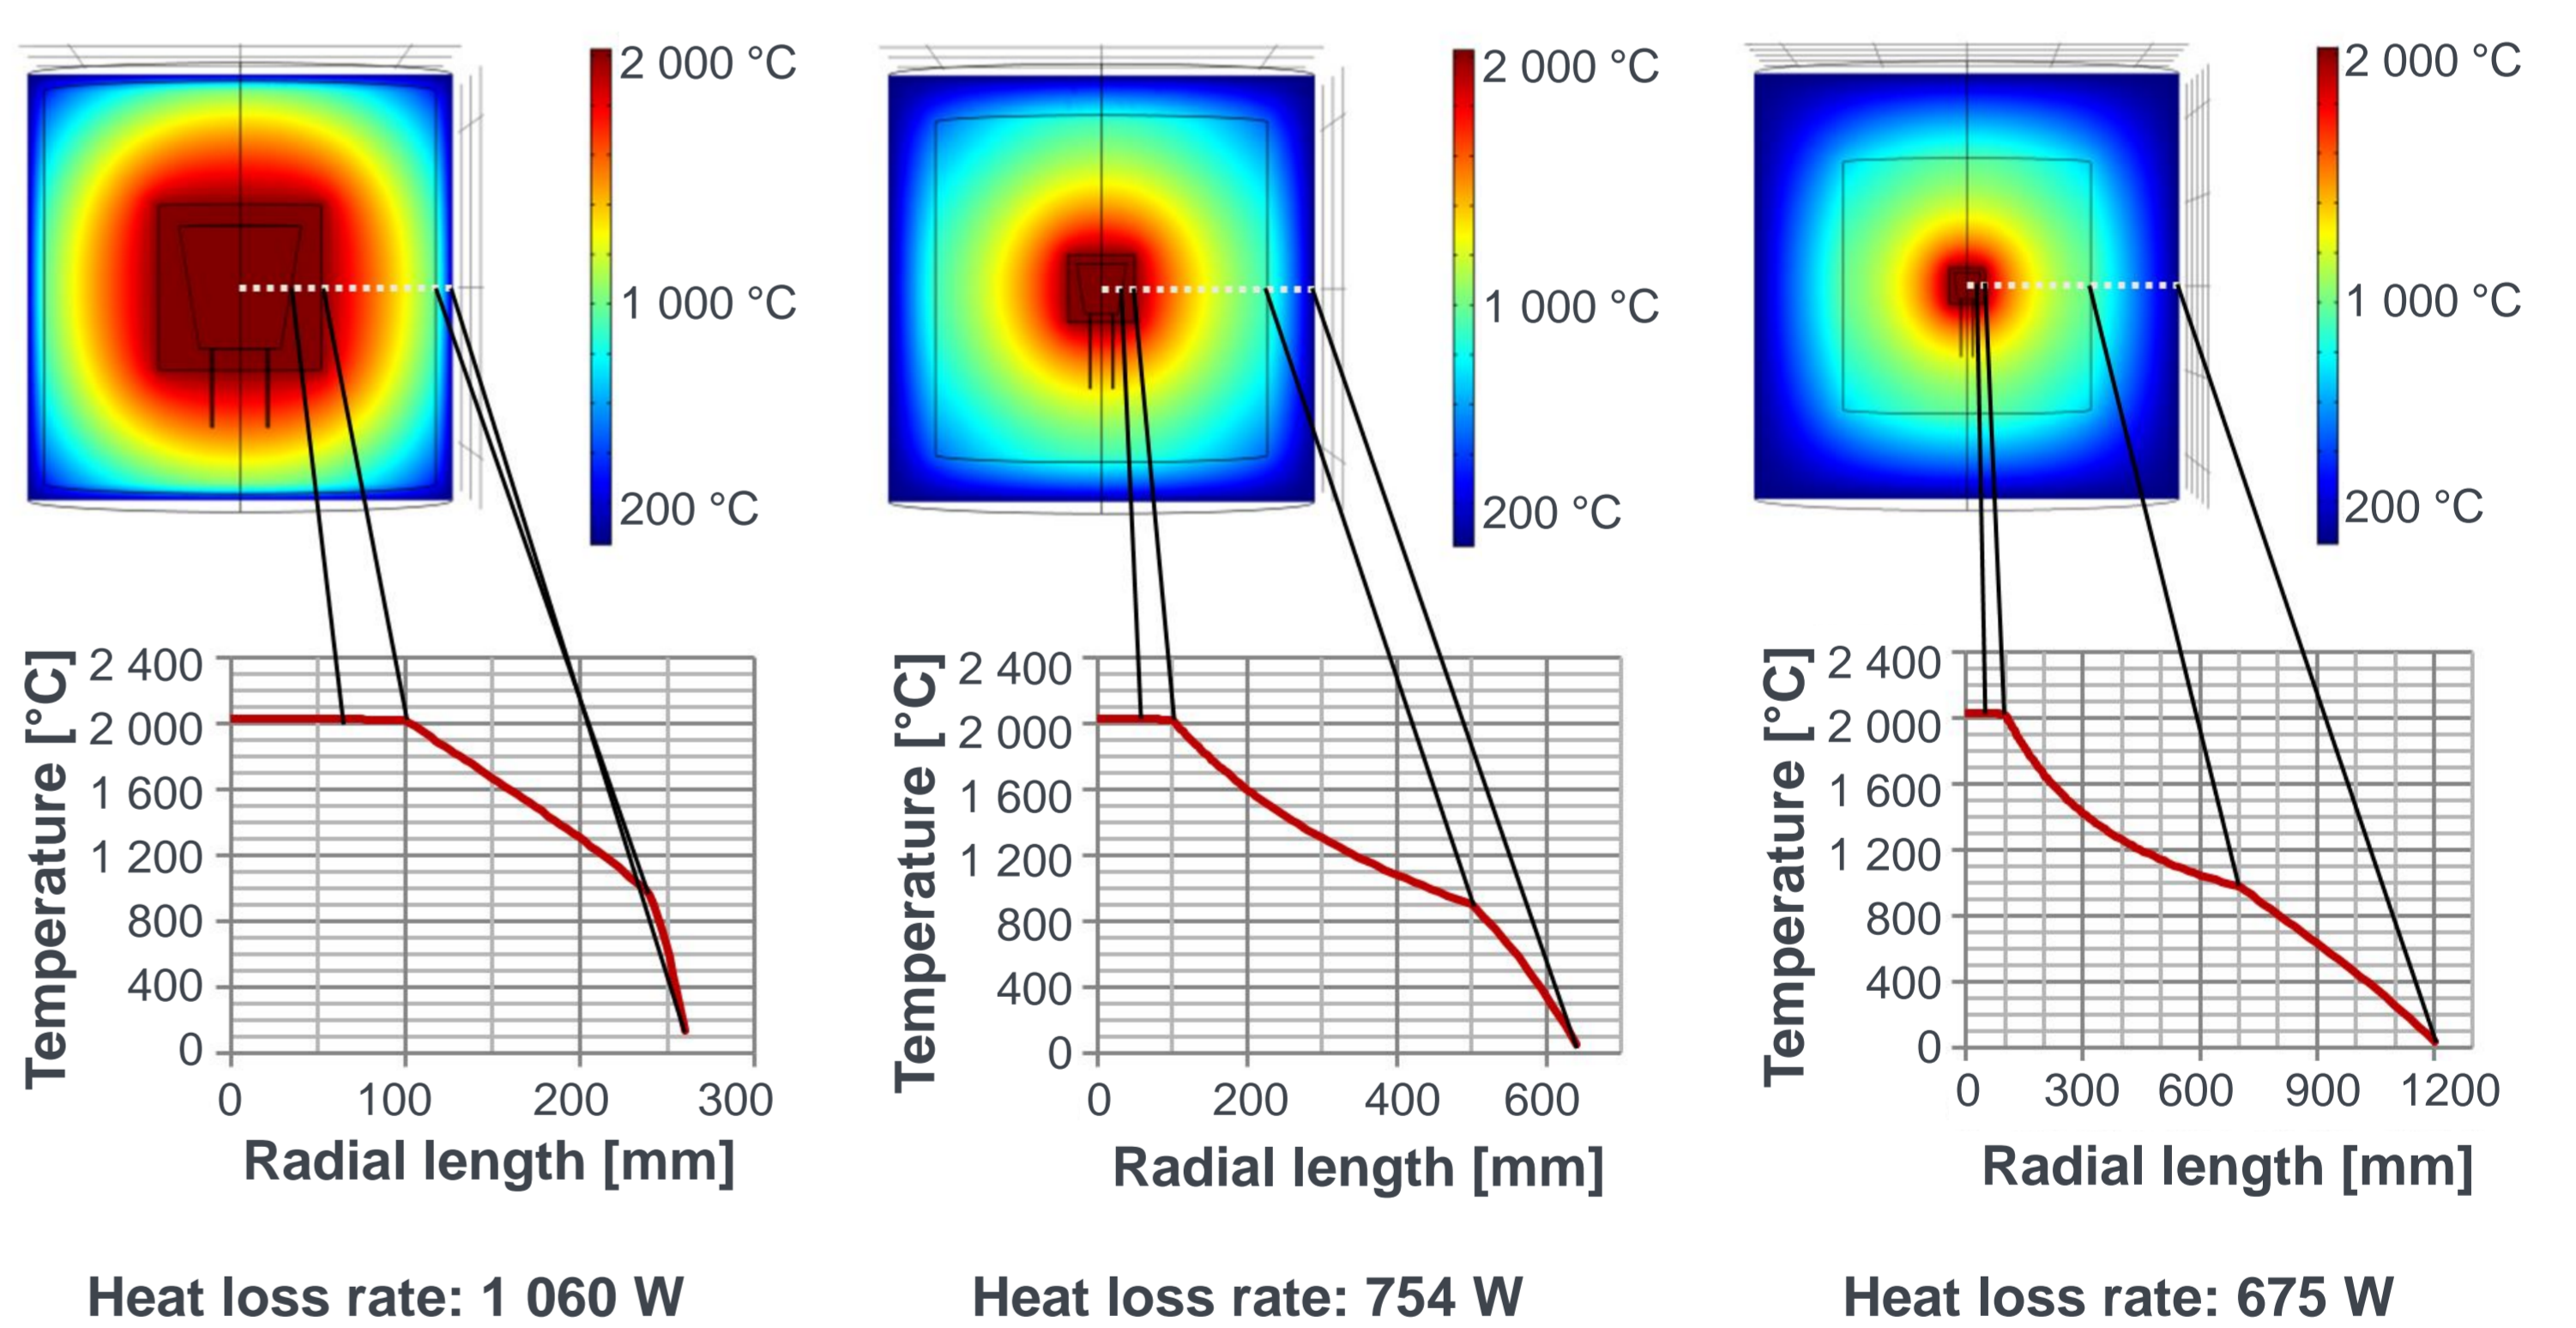 2 000 °C
1 000 °C
200 °C
2 000 °C
1 000 °C
200 °C
2 000 °C
1 000 °C
200 °C
Temperature [°C]
2 400
2 000
1 600
1 200
800
400
0
0 100 200 300
Radial length [mm]
Heat loss rate: 1 060 W
Temperature [°C]
2 400
2 000
1 600
1 200
800
400
0
0 200 400 600
Radial length [mm]
Heat loss rate: 754 W
Temperature [°C]
2 400
2 000
1 600
1 200
800
400
0
0 300 600 900 1200
Radial length [mm]
Heat loss rate: 675 W